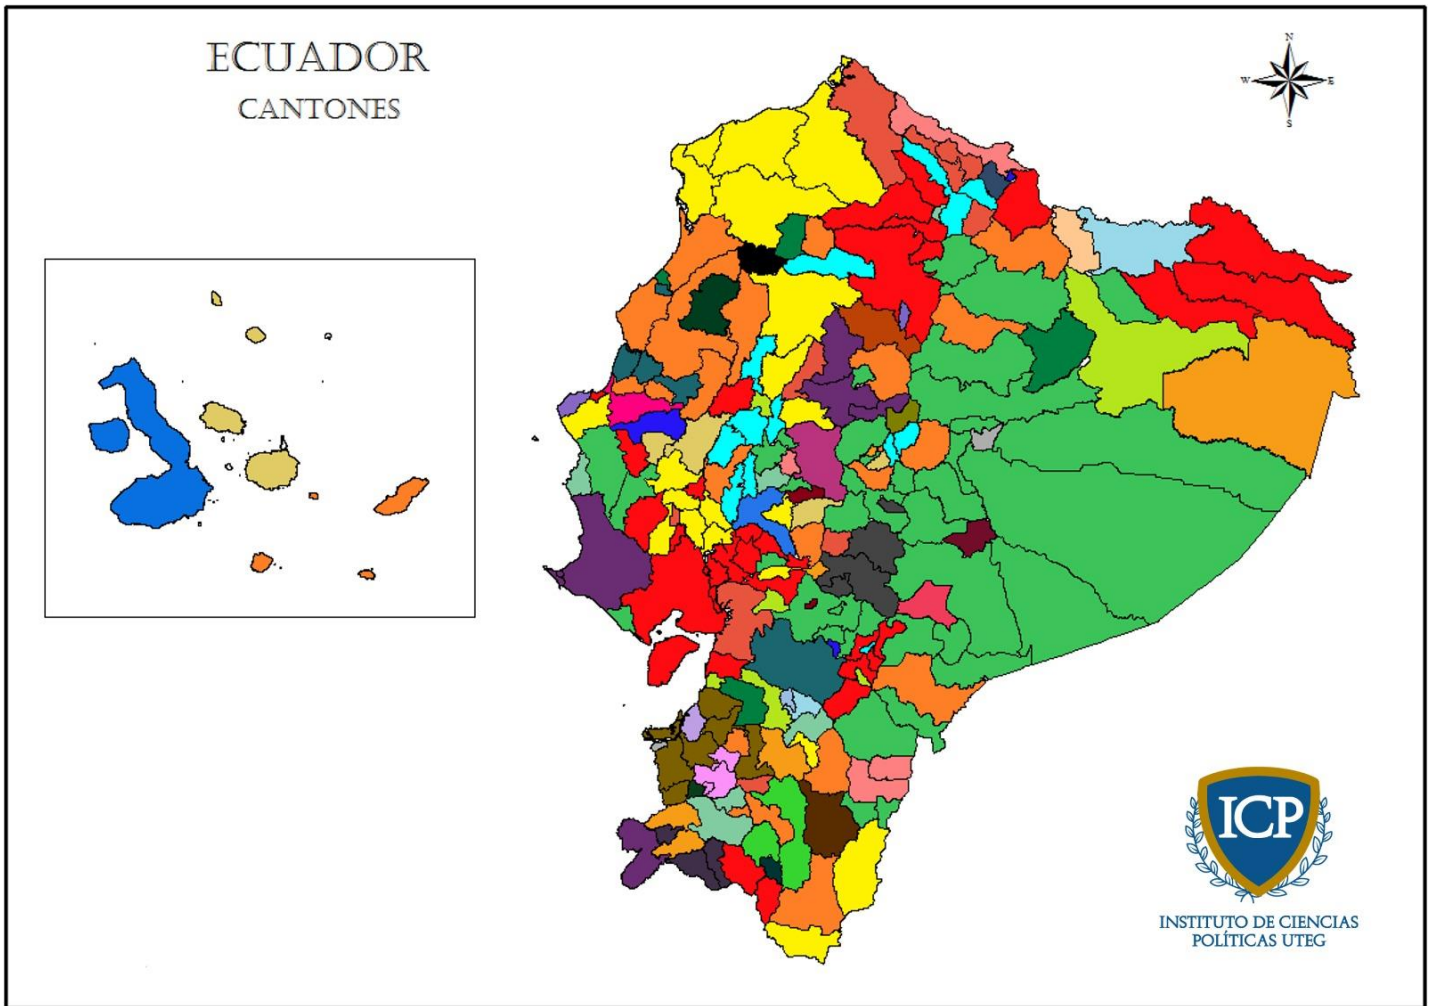 ECUADOR
CANTONES
N
W
E
S
ICP
INSTITUTO DE CIENCIAS
POLÍTICAS UTEG